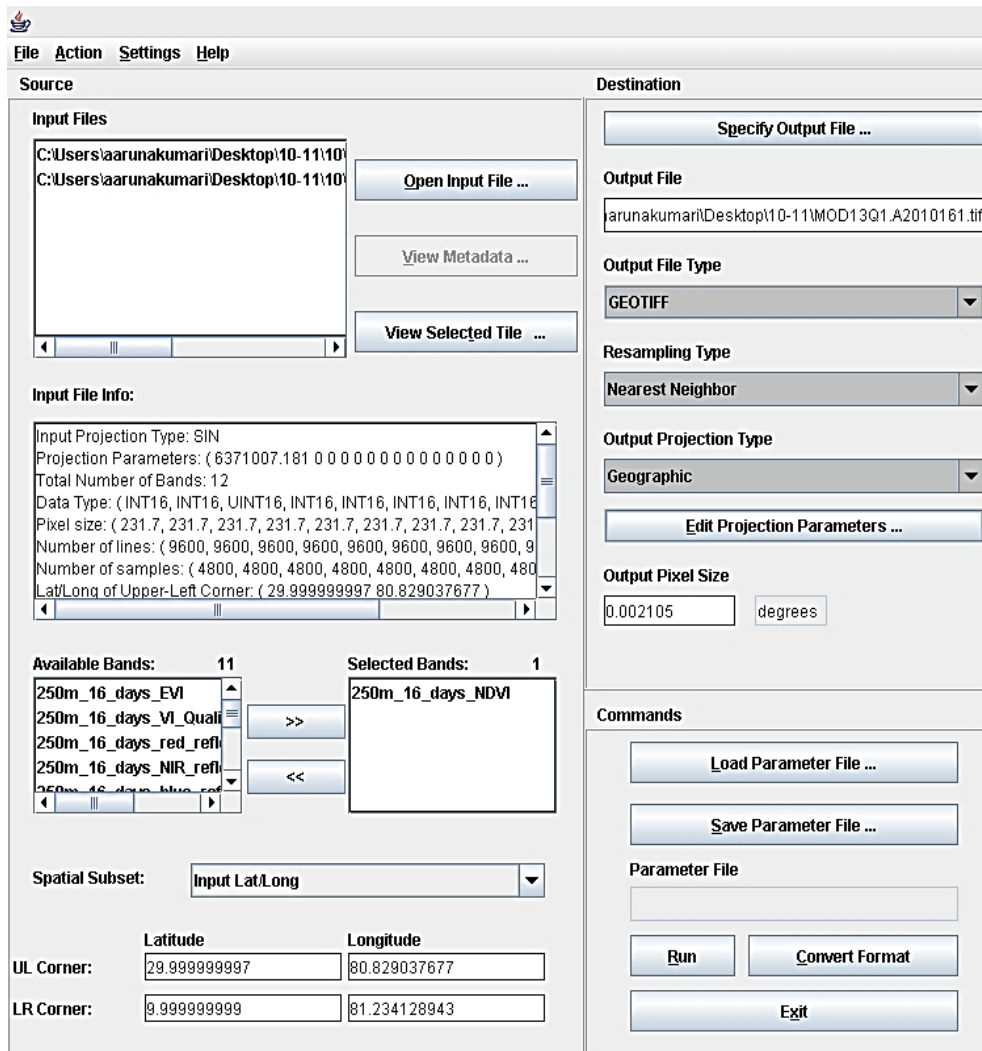 File Action Settings Help
Source
Input Files
C:\Users\aarunakumari\Desktop\10-11\10\
C:\Users\aarunakumari\Desktop\10-11\10\
Open Input File ...
View Metadata ...
View Selected Tile ...
Input File Info:
Input Projection Type: SIN
Projection Parameters: ( 6371007.181 0 0 0 0 0 0 0 0 0 0 0 0 0 0 )
Total Number of Bands: 12
Data Type: ( INT16, INT16, UINT16, INT16, INT16, INT16, INT16, INT16
Pixel size: ( 231.7, 231.7, 231.7, 231.7, 231.7, 231.7, 231.7, 231
Number of lines: ( 9600, 9600, 9600, 9600, 9600, 9600, 9600, 9
Number of samples: ( 4800, 4800, 4800, 4800, 4800, 4800, 4800, 480
Lat/Long of Upper-Left Corner: ( 29.999999997 80.829037677 )
Available Bands: 11
250m_16_days_EVI
250m_16_days_VI_Quali
250m_16_days_red_refl
250m_16_days_NIR_refl
250m_16_days_blue_ref
>>
<<
Selected Bands: 1
250m_16_days_NDVI
Spatial Subset: Input Lat/Long
Latitude Longitude
UL Corner: 29.999999997 80.829037677
LR Corner: 9.999999999 81.234128943
Destination
Specify Output File ...
Output File
arunakumari\Desktop\10-11\MOD13Q1.A2010161.tif
Output File Type
GEOTIFF
Resampling Type
Nearest Neighbor
Output Projection Type
Geographic
Edit Projection Parameters ...
Output Pixel Size
0.002105 degrees
Commands
Load Parameter File ...
Save Parameter File ...
Parameter File
Run Convert Format
Exit